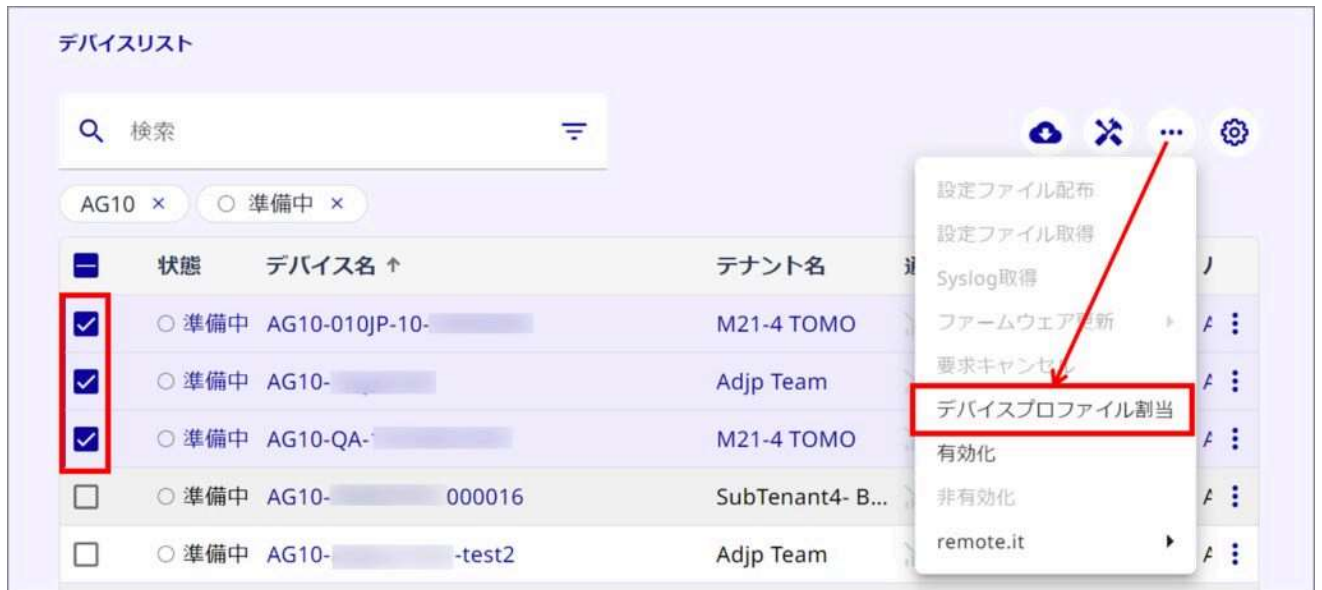 デバイスリスト
検索
AG10 × 準備中 ×
状態 デバイス名 ↑ テナント名
準備中 AG10-010JP-10- M21-4 TOMO
準備中 AG10- Adjp Team
準備中 AG10-QA- M21-4 TOMO
準備中 AG10- 000016 SubTenant4- B...
準備中 AG10- -test2 Adjp Team
設定ファイル配布
設定ファイル取得
Syslog取得
ファームウェア更新
要求キャンセル
デバイスプロファイル割当
有効化
非有効化
remote.it